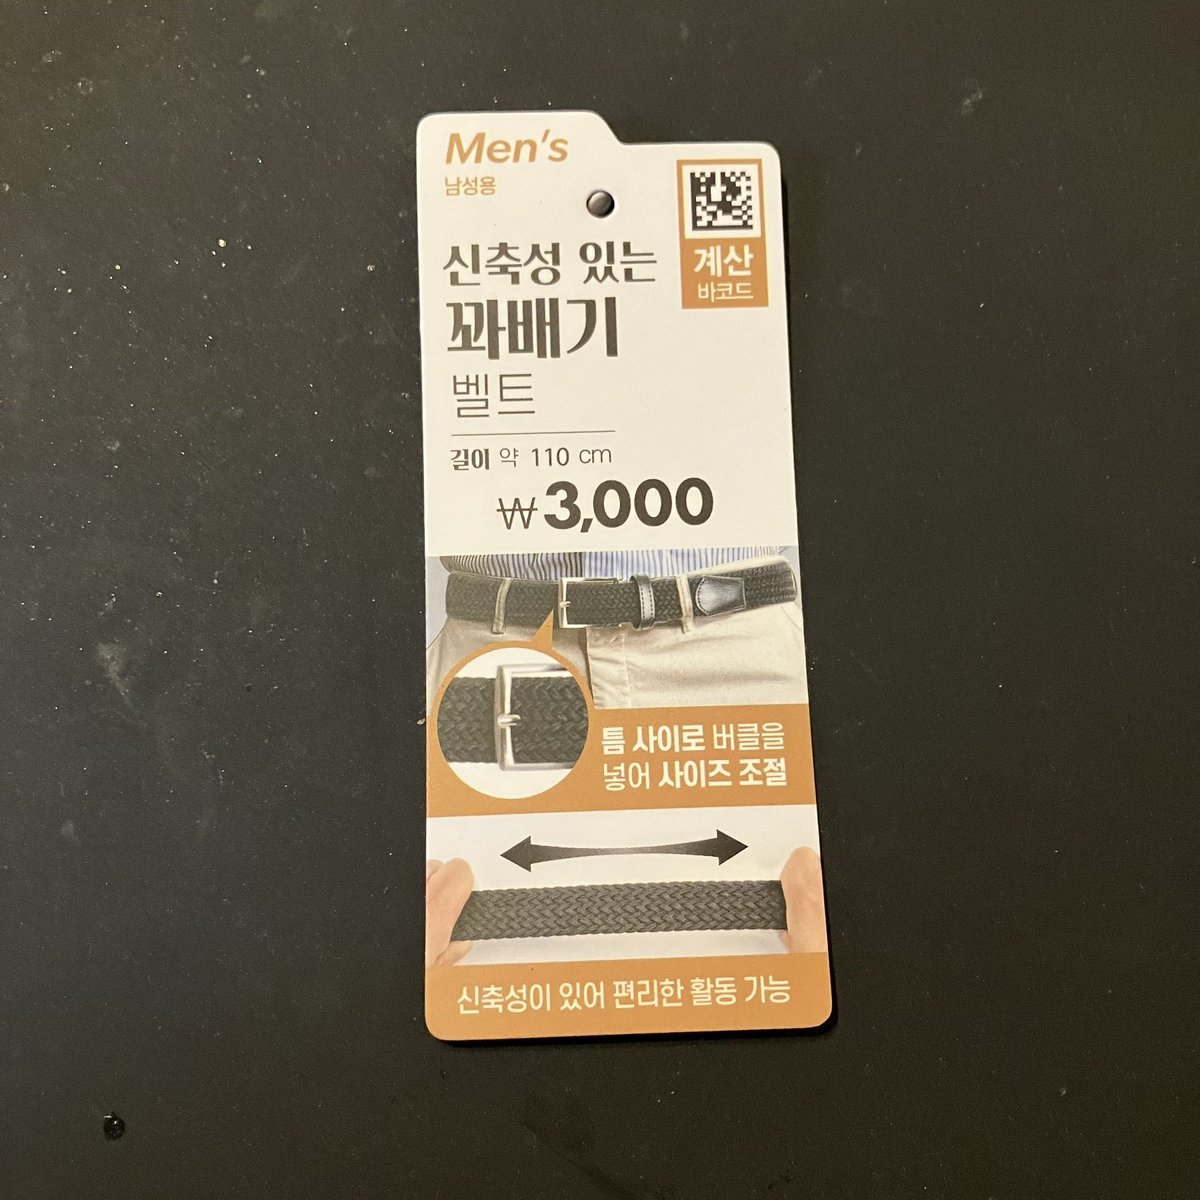 Men's
남성용
신축성 있는
꽈배기
벨트
길이 약 110 cm
₩3,000
계산
바코드
틈 사이로 버클을
넣어 사이즈 조절
신축성이 있어 편리한 활동 가능